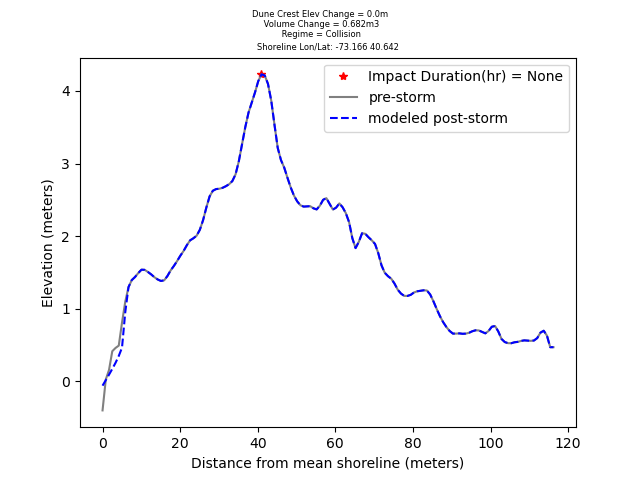 Dune Crest Elev Change = 0.0m
Volume Change = 0.682m3
Regime = Collision
Shoreline Lon/Lat: -73.166 40.642
Impact Duration(hr) = None
pre-storm
modeled post-storm
Elevation (meters)
4
3
2
1
0
0 20 40 60 80 100 120
Distance from mean shoreline (meters)